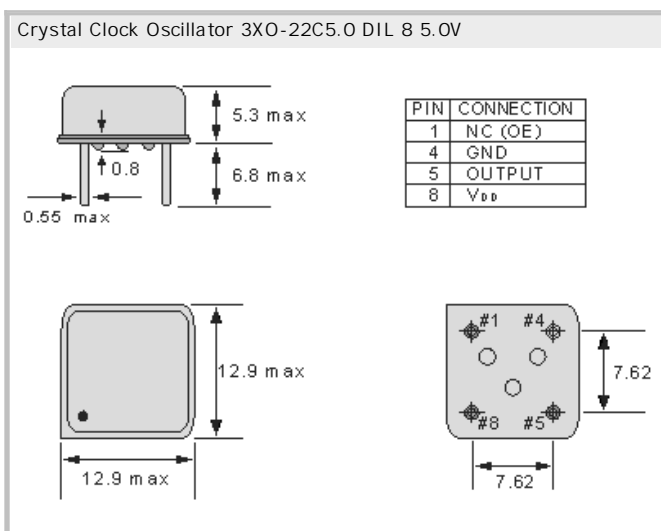 Crystal Clock Oscillator 3XO-22C5.0 DIL 8 5.0V
5.3 max
0.8
6.8 max
0.55 max
PIN CONNECTION
1 NC (OE)
4 GND
5 OUTPUT
8 VDD
12.9 max
12.9 max
#1 #4
#8 #5
7.62
7.62